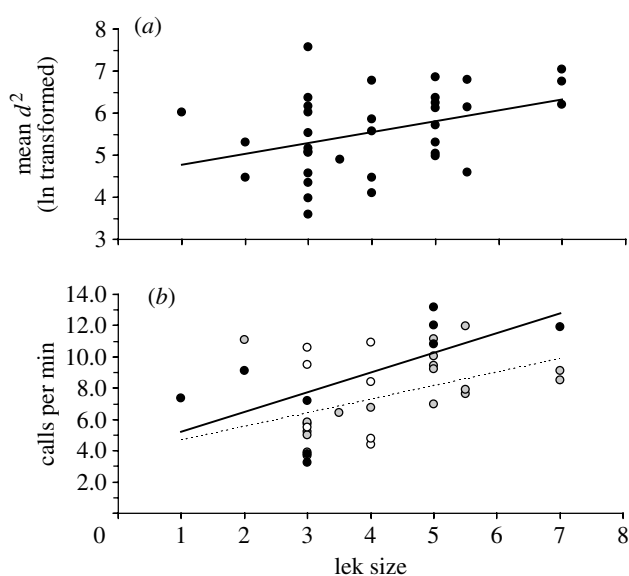 (a)
8
7
6
5
4
3
mean d²
(ln transformed)
(b)
14.0
12.0
10.0
8.0
6.0
4.0
2.0
calls per min
0 1 2 3 4 5 6 7 8
lek size